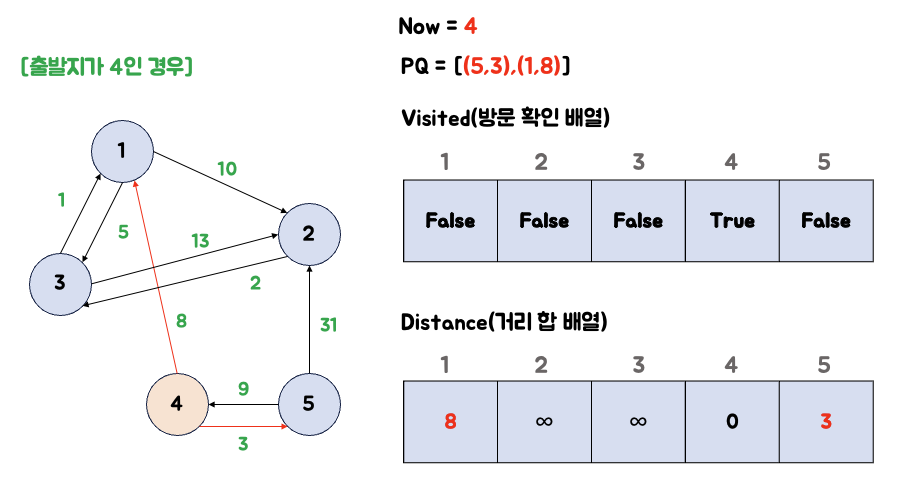 Now = 4
[출발지가 4인 경우]
PQ = [(5,3),(1,8)]
Visited(방문 확인 배열)
1 2 3 4 5
False False False True False
Distance(거리 합 배열)
1 2 3 4 5
8 ∞ ∞ 0 3
1
10
1
5
13
2
3
2
8
31
4
9
5
3